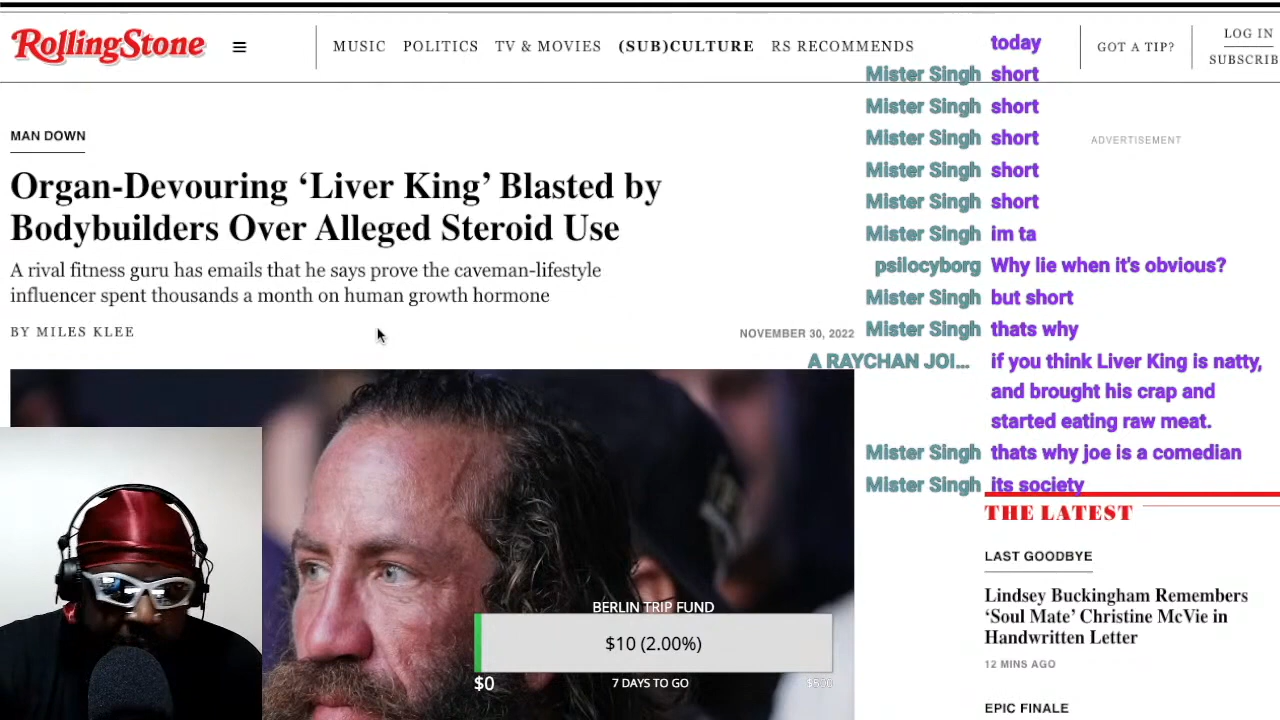 RollingStone
MUSIC POLITICS TV & MOVIES (SUB)CULTURE RS RECOMMENDS
GOT A TIP?
LOG IN
SUBSCRIB
today
Mister Singh short
Mister Singh short
Mister Singh short
Mister Singh short
Mister Singh short
Mister Singh im ta
psilocyborg Why lie when it's obvious?
Mister Singh but short
Mister Singh thats why
A RAYCHAN JOI... if you think Liver King is natty,
and brought his crap and
started eating raw meat.
Mister Singh thats why joe is a comedian
Mister Singh its society
ADVERTISEMENT
MAN DOWN
Organ-Devouring ‘Liver King’ Blasted by
Bodybuilders Over Alleged Steroid Use
A rival fitness guru has emails that he says prove the caveman-lifestyle
influencer spent thousands a month on human growth hormone
BY MILES KLEE
NOVEMBER 30, 2022
BERLIN TRIP FUND
$10 (2.00%)
$0 7 DAYS TO GO $500
THE LATEST
LAST GOODBYE
Lindsey Buckingham Remembers
‘Soul Mate’ Christine McVie in
Handwritten Letter
12 MINS AGO
EPIC FINALE